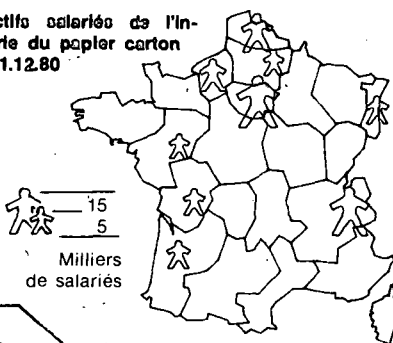 ctifs salariés de l'in-
rie du papier carton
1.12.80
15
5
Milliers
de salariés